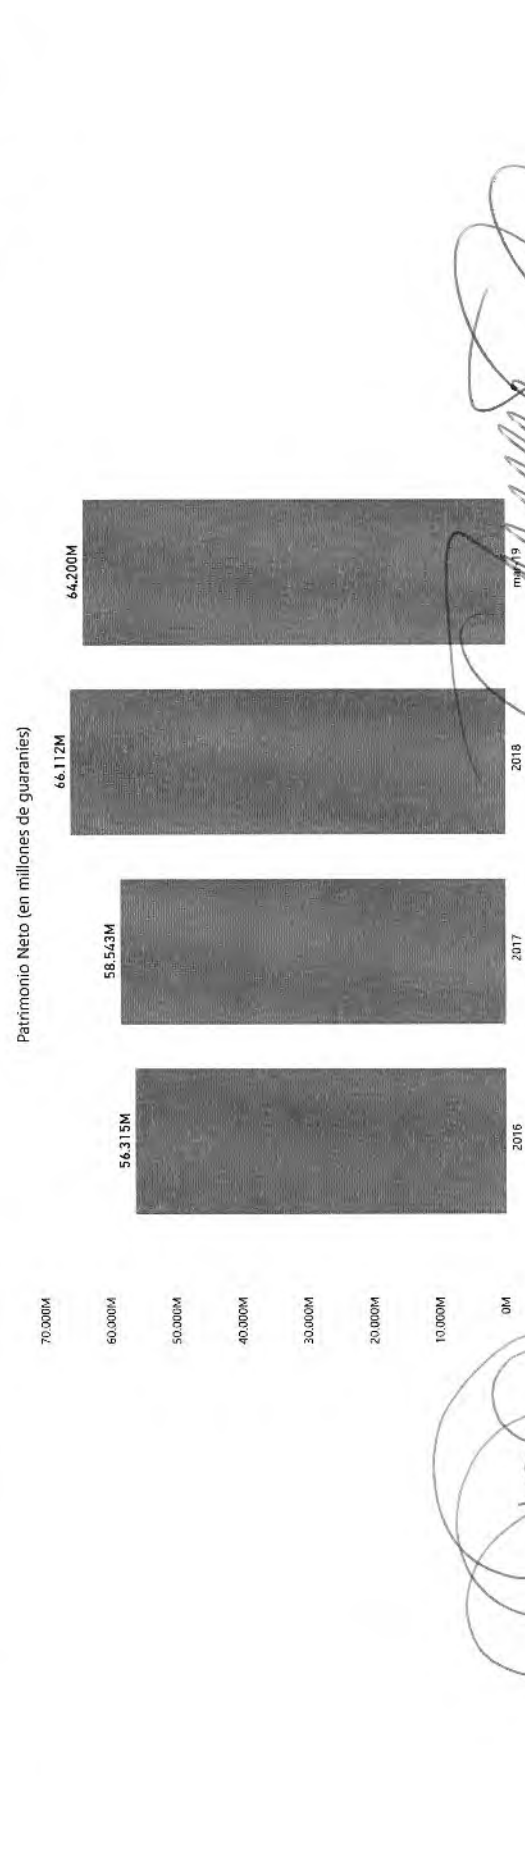 Patrimonio Neto (en millones de guaraníes)
70.000M
60.000M
50.000M
40.000M
30.000M
20.000M
10.000M
0M
56.315M
58.543M
66.112M
64.200M
2016
2017
2018